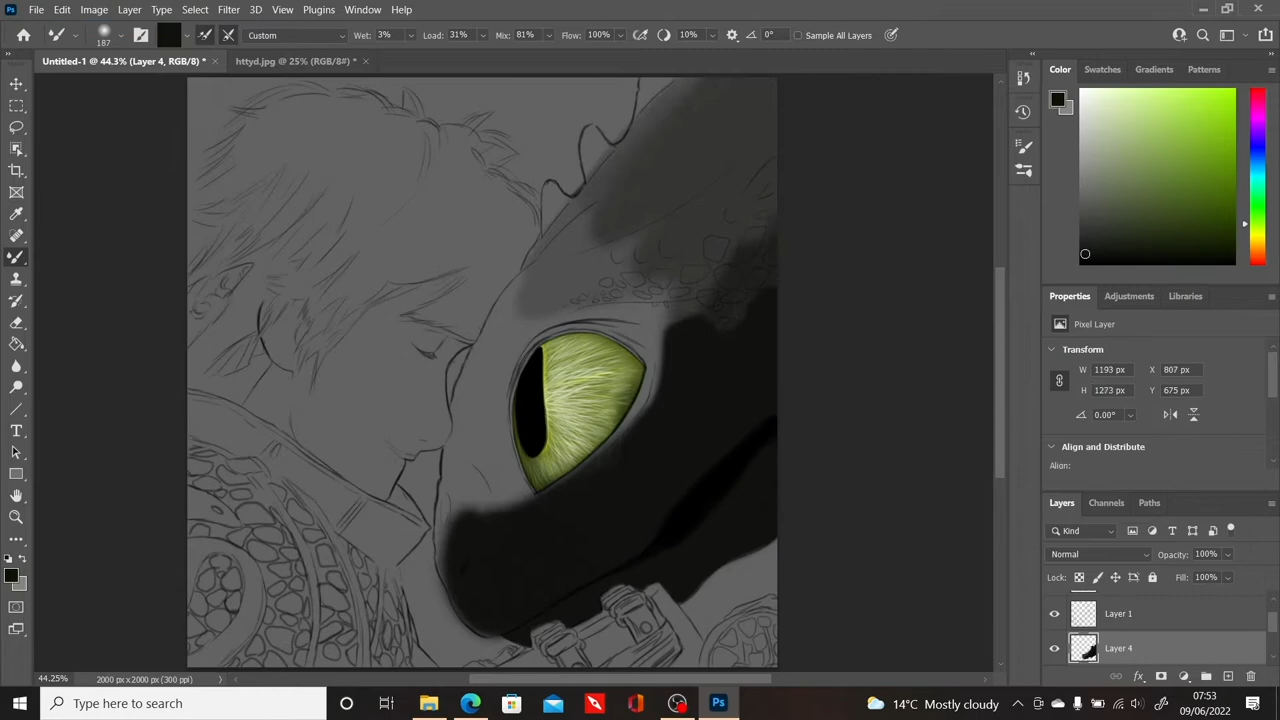 Ps File Edit Image Layer Type Select Filter 3D View Plugins Window Help
187 Custom Wet: 3% Load: 31% Mix: 81% Flow: 100% 10% 0° Sample All Layers
Untitled-1 @ 44.3% (Layer 4, RGB/8) * httyd.jpg @ 25% (RGB/8#) *
Color Swatches Gradients Patterns
Properties Adjustments Libraries
Pixel Layer
Transform
W 1193 px X 807 px
H 1273 px Y 675 px
0.00°
Align and Distribute
Align:
Layers Channels Paths
Kind
Normal Opacity: 100%
Lock: Fill: 100%
Layer 1
Layer 4
44.25% 2000 px x 2000 px (300 ppi)
Type here to search Ps 14°C Mostly cloudy 07:53
09/06/2022